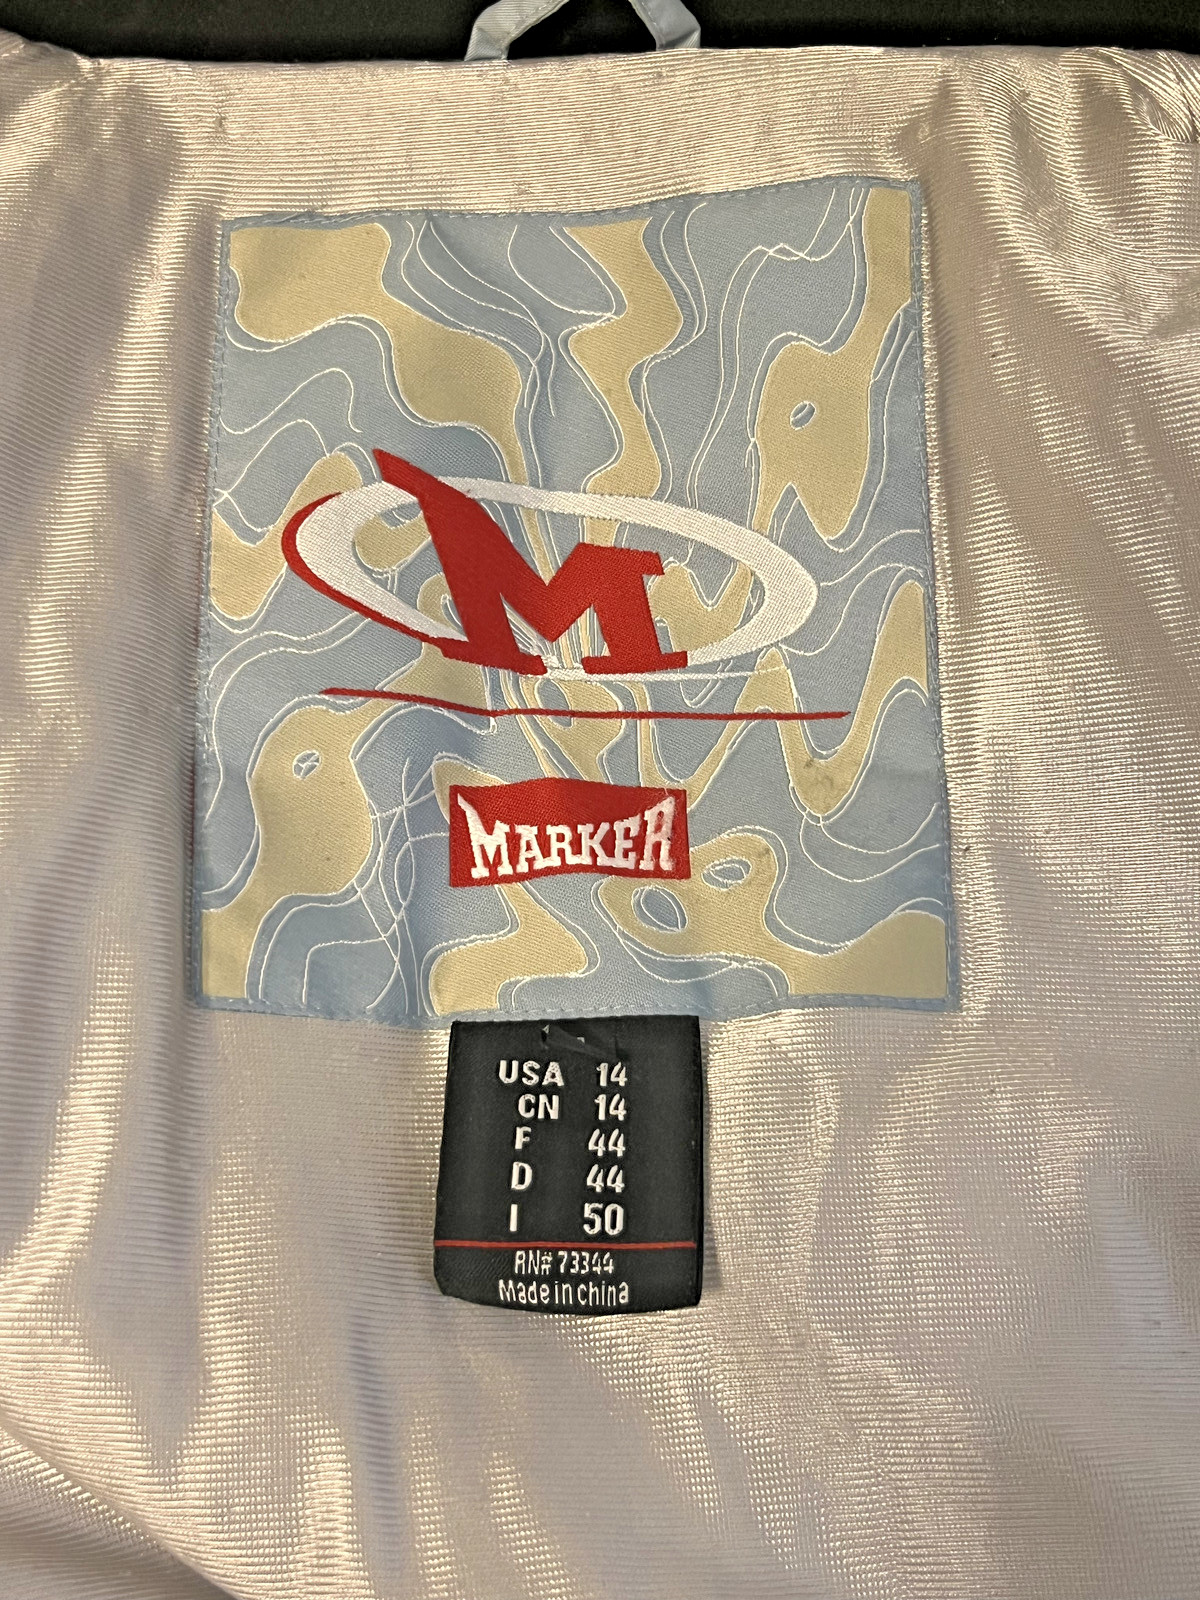 M
MARKER
USA 14
CN 14
F 44
D 44
I 50
RN# 73344
Made in china